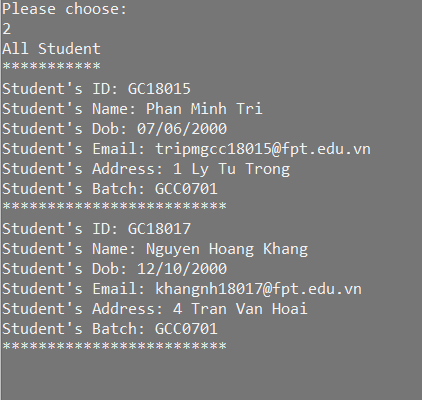 Please choose:
2
All Student
***********
Student's ID: GC18015
Student's Name: Phan Minh Tri
Student's Dob: 07/06/2000
Student's Email: tripmgcc18015@fpt.edu.vn
Student's Address: 1 Ly Tu Trong
Student's Batch: GCC0701
*************************
Student's ID: GC18017
Student's Name: Nguyen Hoang Khang
Student's Dob: 12/10/2000
Student's Email: khangnh18017@fpt.edu.vn
Student's Address: 4 Tran Van Hoai
Student's Batch: GCC0701
*************************